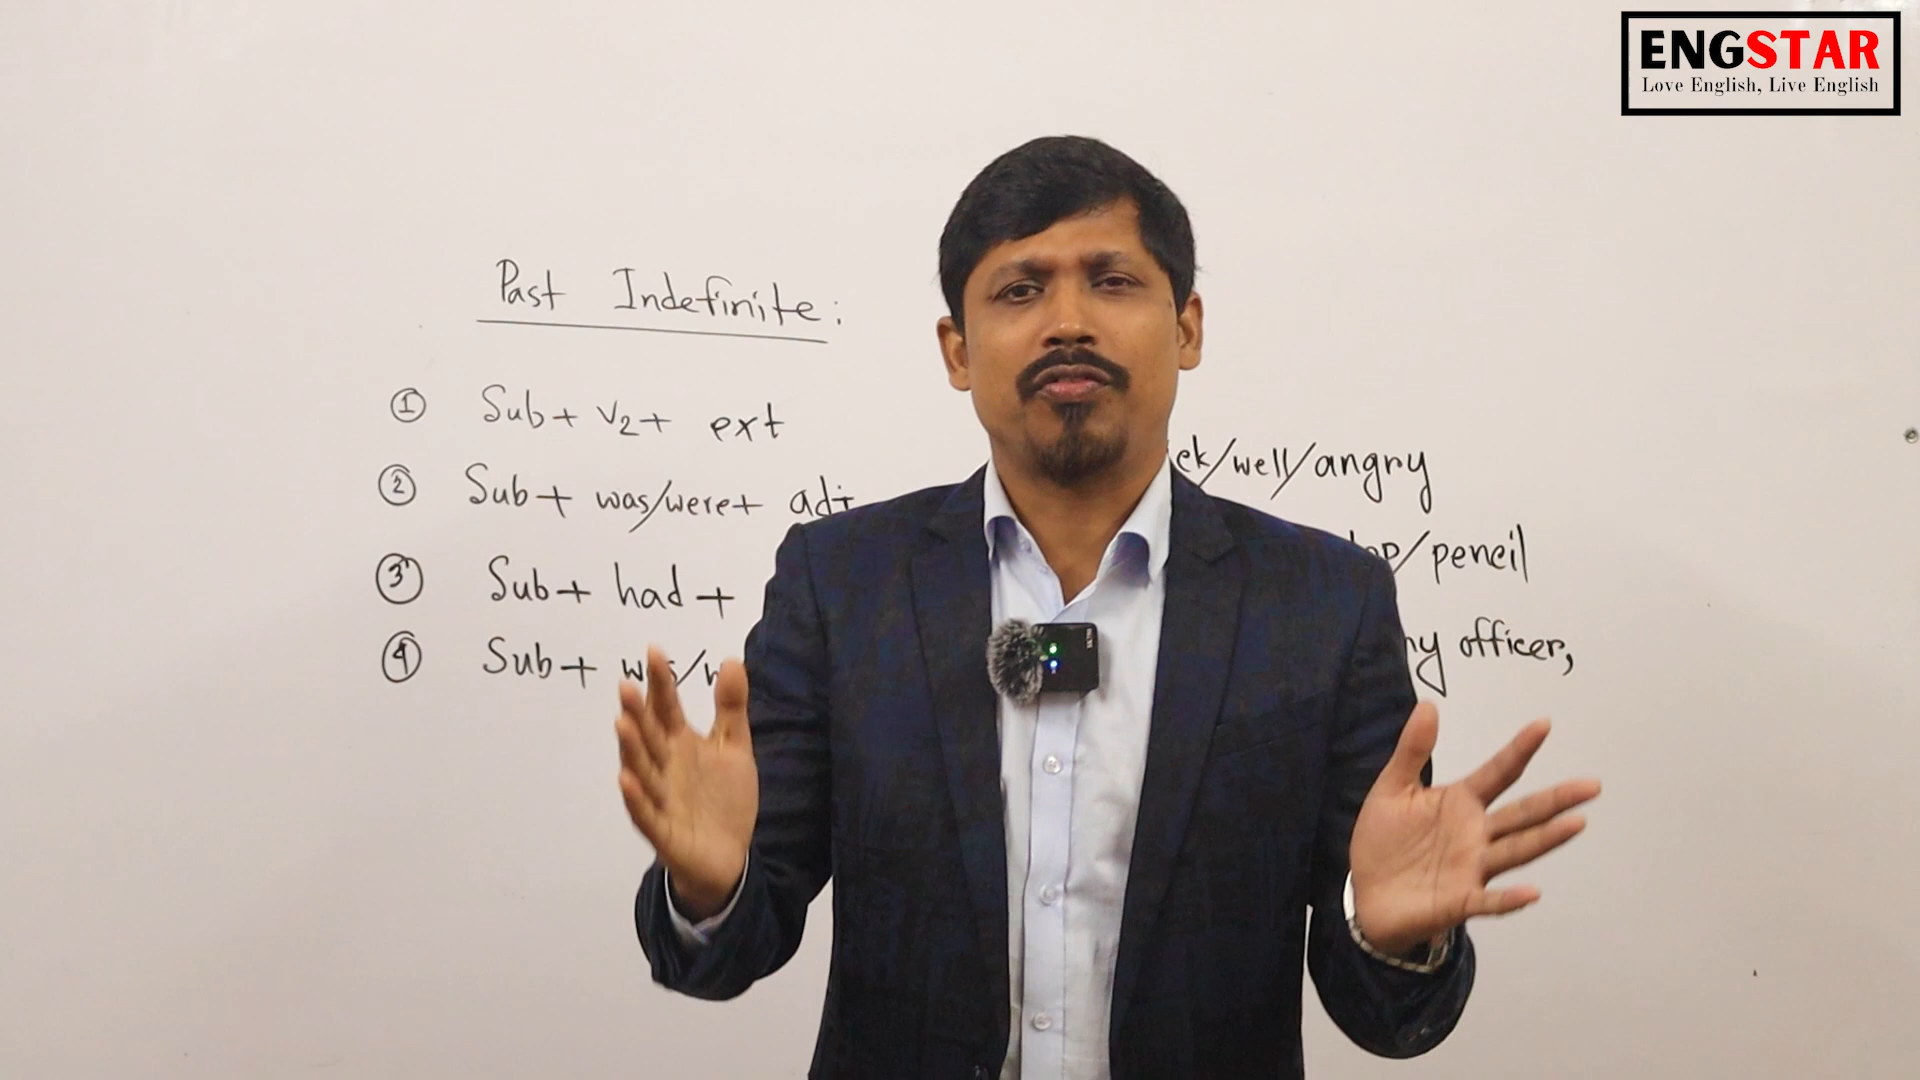 ENGSTAR
Love English, Live English
Past Indefinite:
① Sub + V2 + ext
② Sub + was/were + adj ek/well/angry
③ Sub + had + /pencil
④ Sub + officer,